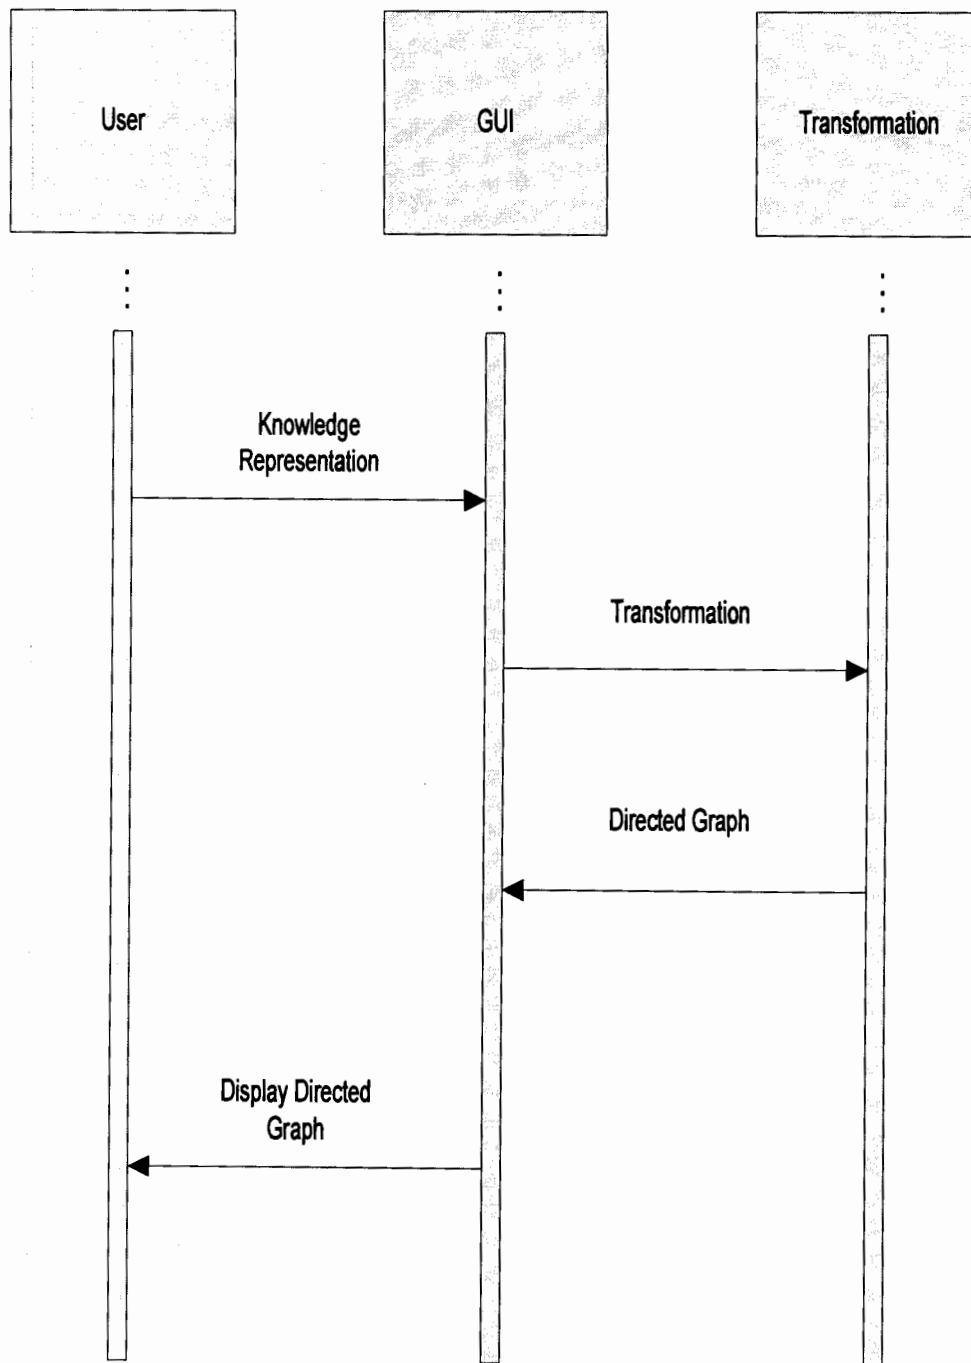 User
GUI
Transformation
Knowledge
Representation
Transformation
Directed Graph
Display Directed
Graph